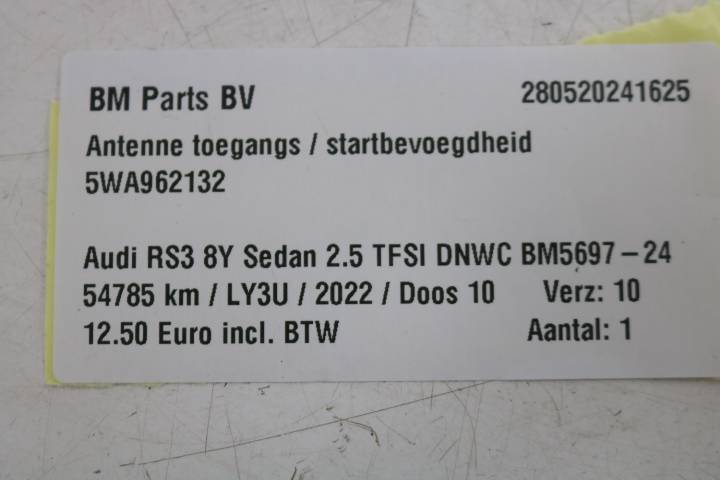 BM Parts BV 280520241625
Antenne toegangs / startbevoegdheid
5WA962132
Audi RS3 8Y Sedan 2.5 TFSI DNWC BM5697-24
54785 km / LY3U / 2022 / Doos 10 Verz: 10
12.50 Euro incl. BTW Aantal: 1